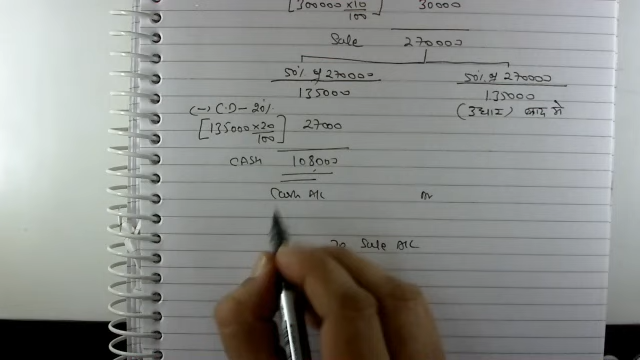 [300000 × 10/100] 30000
Sale 270000
50% of 270000 50% of 270000
135000 135000
(-) C.D - 20% (उधार) बाद में
[135000 × 20/100] 27000
CASH 108000
Cash A/C Dr
To Sale A/C